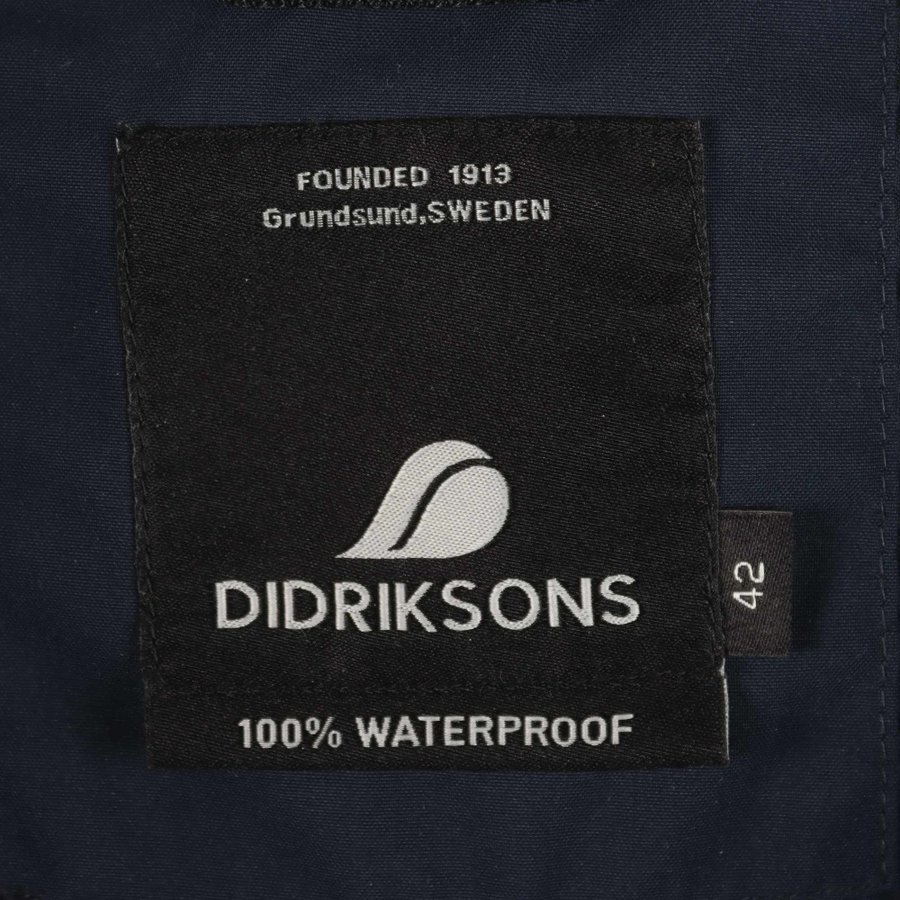 FOUNDED 1913
Grundsund,SWEDEN
DIDRIKSONS
42
100% WATERPROOF